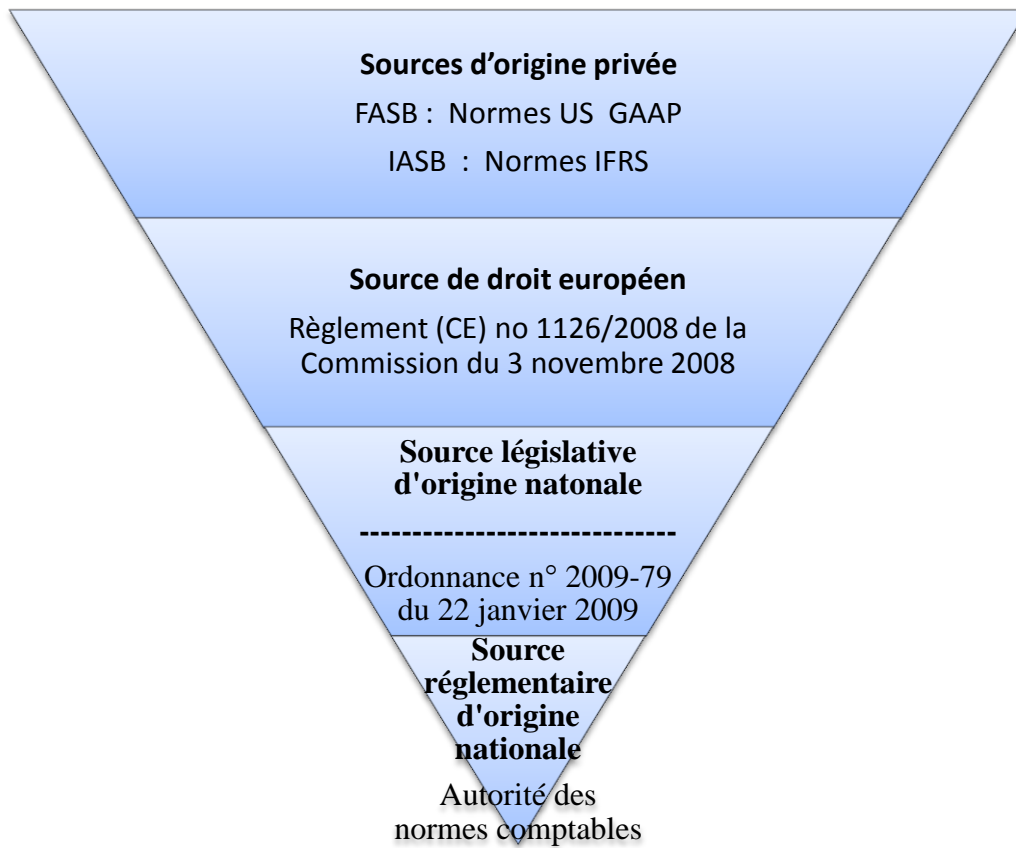 Sources d’origine privée
FASB : Normes US GAAP
IASB : Normes IFRS
Source de droit européen
Règlement (CE) no 1126/2008 de la
Commission du 3 novembre 2008
Source législative
d'origine natonale
------------------------------
Ordonnance n° 2009-79
du 22 janvier 2009
Source
réglementaire
d'origine
nationale
Autorité des
normes comptables